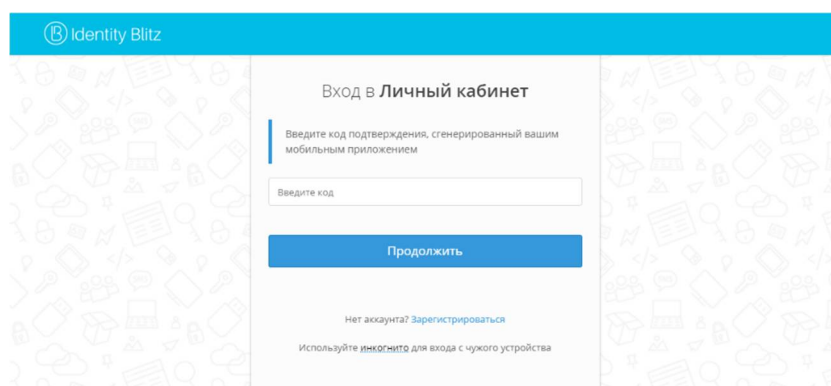 Identity Blitz
Вход в Личный кабинет
Введите код подтверждения, сгенерированный вашим
мобильным приложением
Введите код
Продолжить
Нет аккаунта? Зарегистрироваться
Используйте инкогнито для входа с чужого устройства